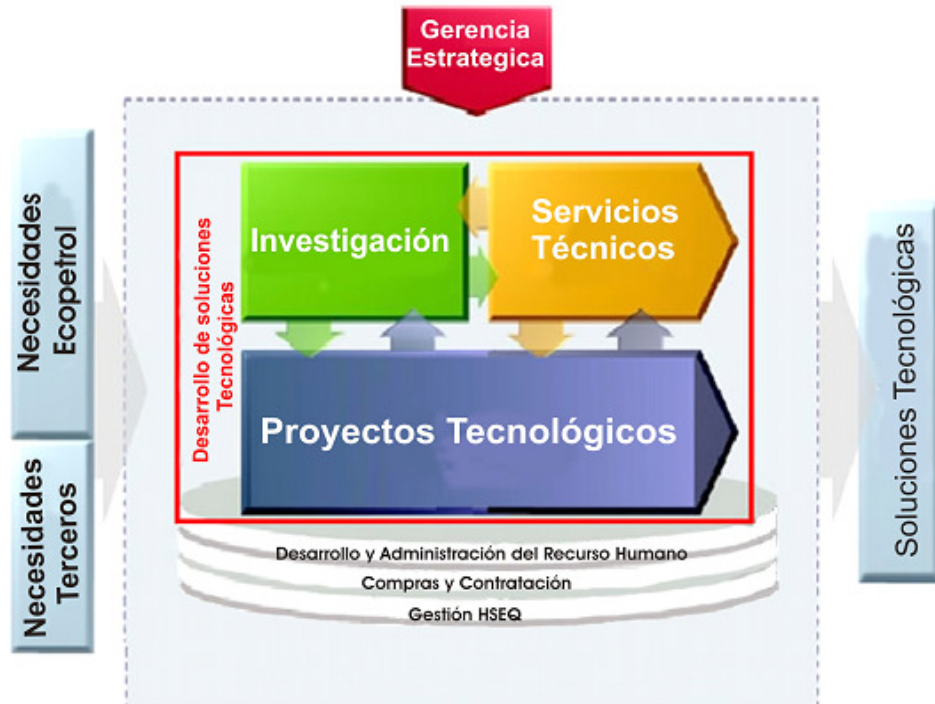 Gerencia
Estrategica
Necesidades
Ecopetrol
Necesidades
Terceros
Desarrollo de soluciones
Tecnológicas
Investigación
Servicios
Técnicos
Proyectos Tecnológicos
Desarrollo y Administración del Recurso Humano
Compras y Contratación
Gestión HSEQ
Soluciones Tecnológicas